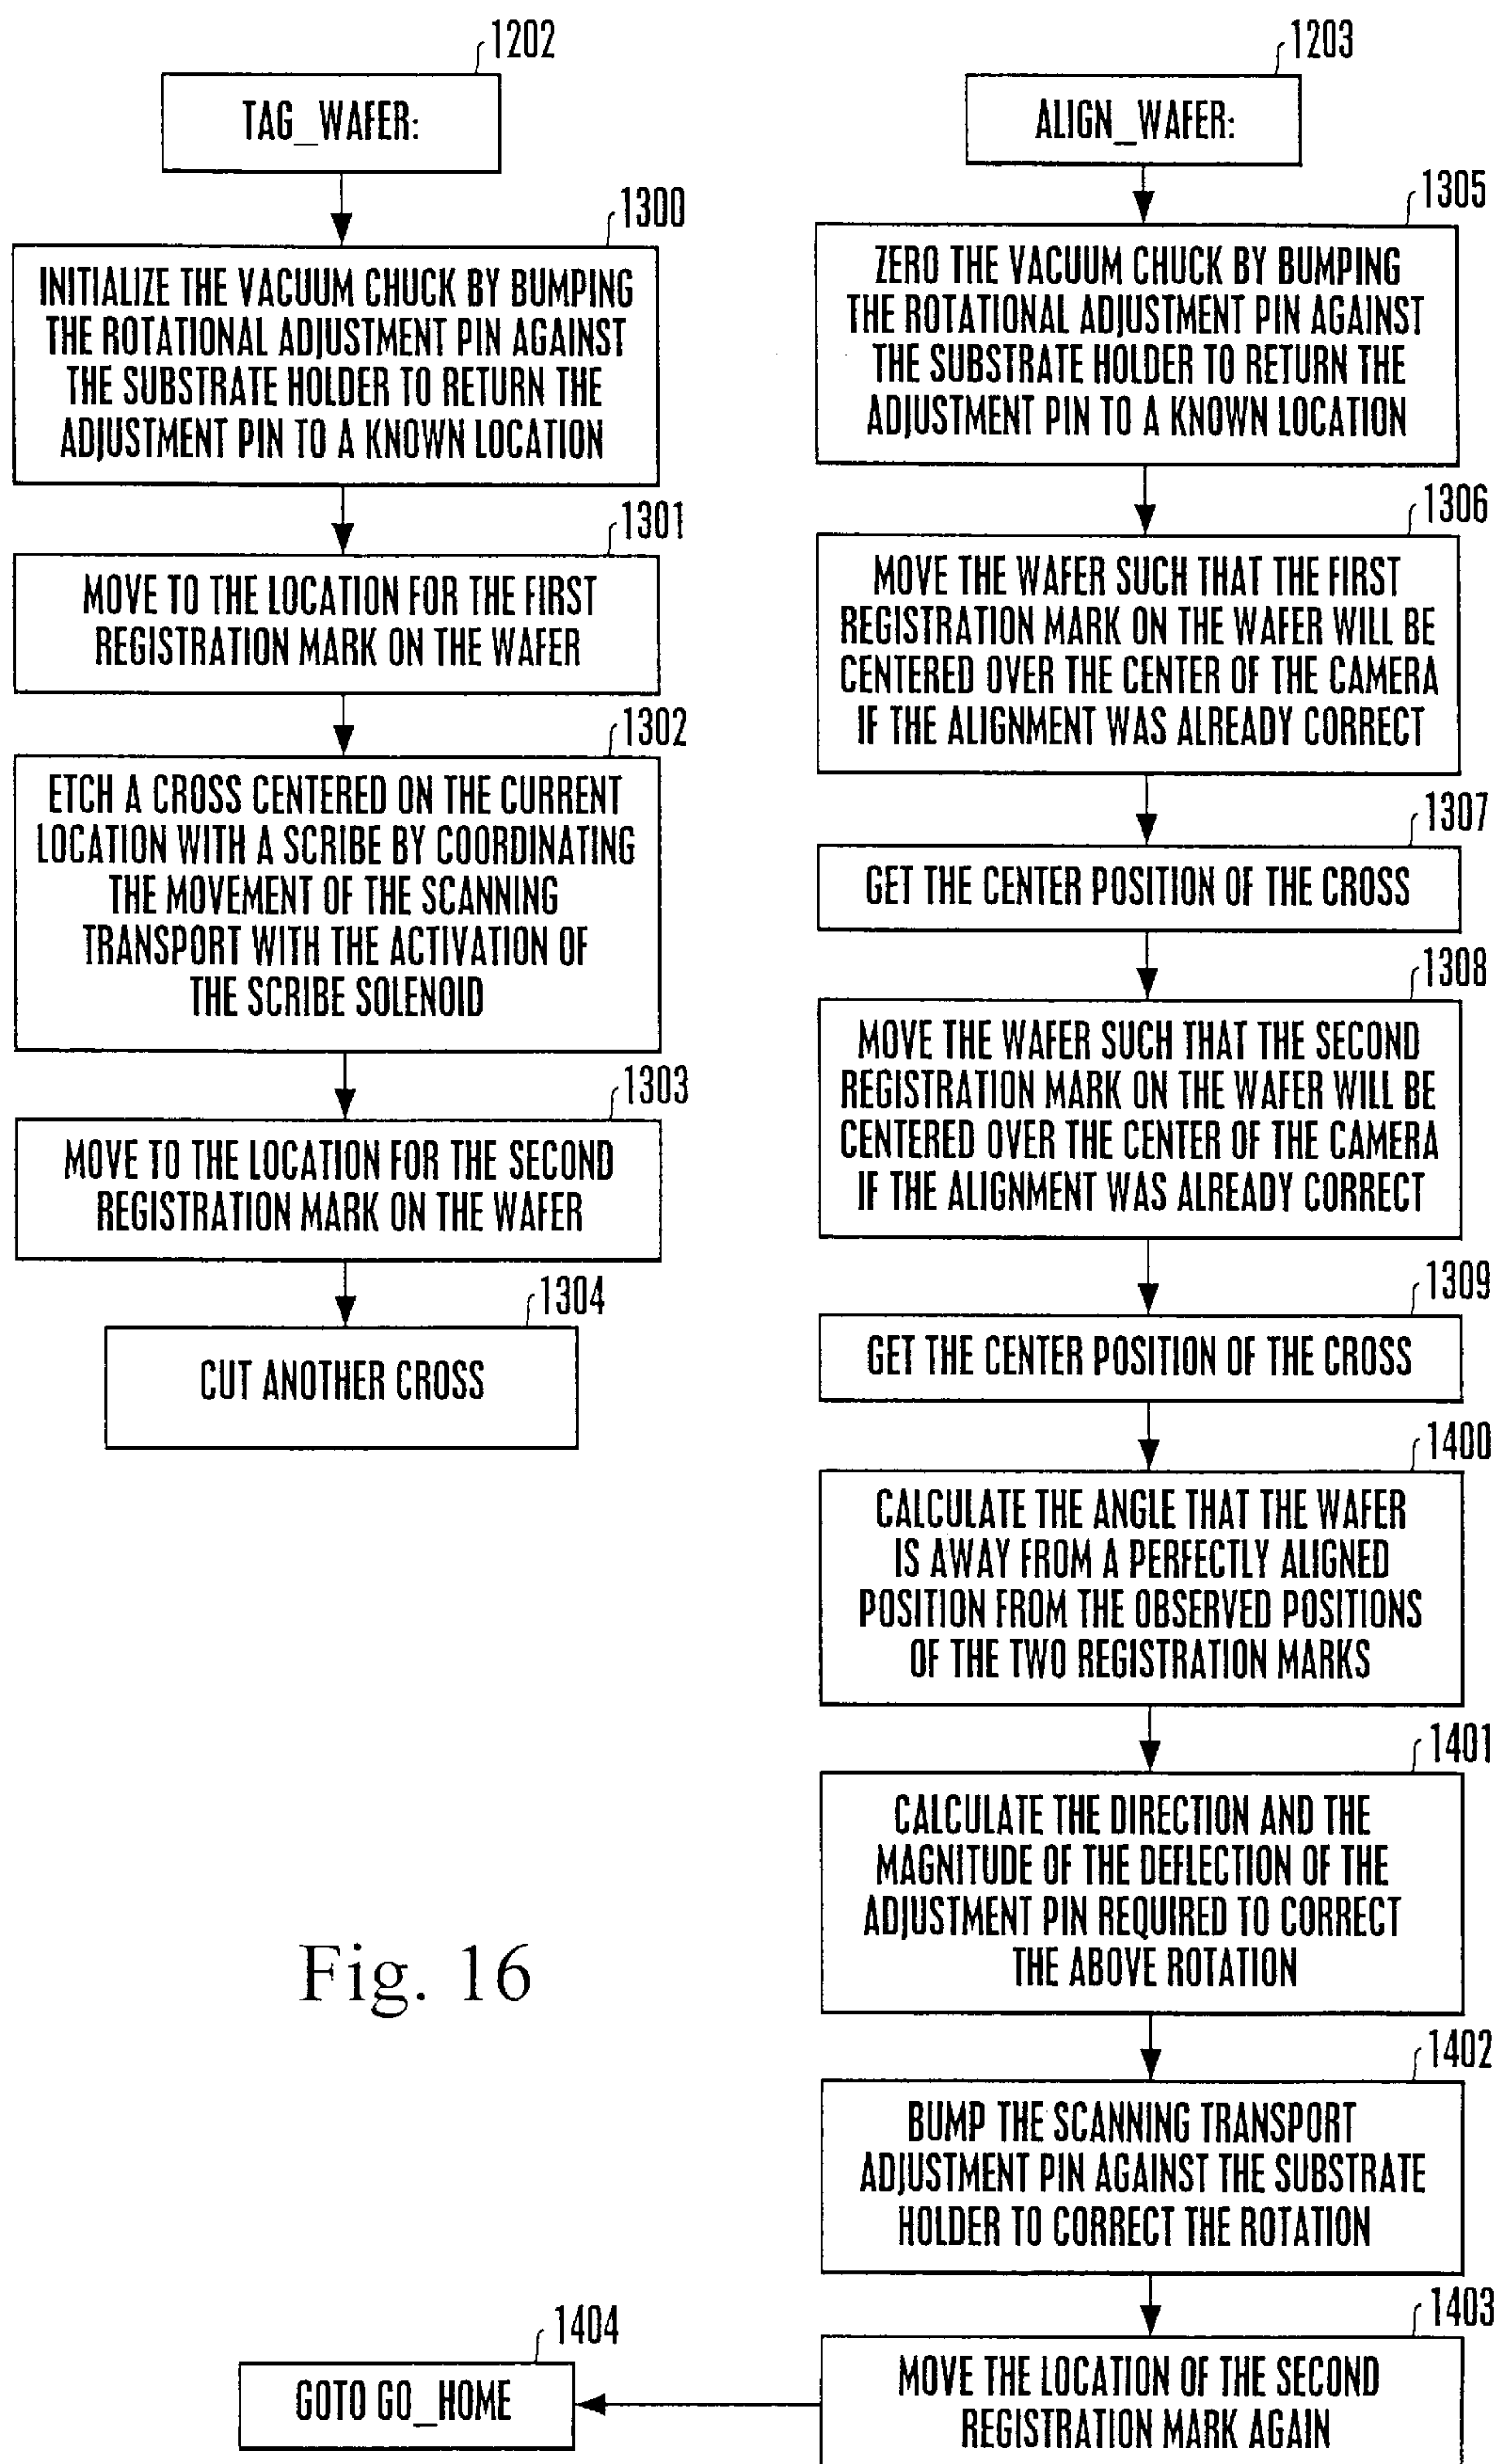 1202
TAG_WAFER:
1300
INITIALIZE THE VACUUM CHUCK BY BUMPING
THE ROTATIONAL ADJUSTMENT PIN AGAINST
THE SUBSTRATE HOLDER TO RETURN THE
ADJUSTMENT PIN TO A KNOWN LOCATION
1301
MOVE TO THE LOCATION FOR THE FIRST
REGISTRATION MARK ON THE WAFER
1302
ETCH A CROSS CENTERED ON THE CURRENT
LOCATION WITH A SCRIBE BY COORDINATING
THE MOVEMENT OF THE SCANNING
TRANSPORT WITH THE ACTIVATION OF
THE SCRIBE SOLENOID
1303
MOVE TO THE LOCATION FOR THE SECOND
REGISTRATION MARK ON THE WAFER
1304
CUT ANOTHER CROSS
1203
ALIGN_WAFER:
1305
ZERO THE VACUUM CHUCK BY BUMPING
THE ROTATIONAL ADJUSTMENT PIN AGAINST
THE SUBSTRATE HOLDER TO RETURN THE
ADJUSTMENT PIN TO A KNOWN LOCATION
1306
MOVE THE WAFER SUCH THAT THE FIRST
REGISTRATION MARK ON THE WAFER WILL BE
CENTERED OVER THE CENTER OF THE CAMERA
IF THE ALIGNMENT WAS ALREADY CORRECT
1307
GET THE CENTER POSITION OF THE CROSS
1308
MOVE THE WAFER SUCH THAT THE SECOND
REGISTRATION MARK ON THE WAFER WILL BE
CENTERED OVER THE CENTER OF THE CAMERA
IF THE ALIGNMENT WAS ALREADY CORRECT
1309
GET THE CENTER POSITION OF THE CROSS
1400
CALCULATE THE ANGLE THAT THE WAFER
IS AWAY FROM A PERFECTLY ALIGNED
POSITION FROM THE OBSERVED POSITIONS
OF THE TWO REGISTRATION MARKS
1401
CALCULATE THE DIRECTION AND THE
MAGNITUDE OF THE DEFLECTION OF THE
ADJUSTMENT PIN REQUIRED TO CORRECT
THE ABOVE ROTATION
1402
BUMP THE SCANNING TRANSPORT
ADJUSTMENT PIN AGAINST THE SUBSTRATE
HOLDER TO CORRECT THE ROTATION
1403
MOVE THE LOCATION OF THE SECOND
REGISTRATION MARK AGAIN
1404
GOTO GO_HOME
Fig. 16